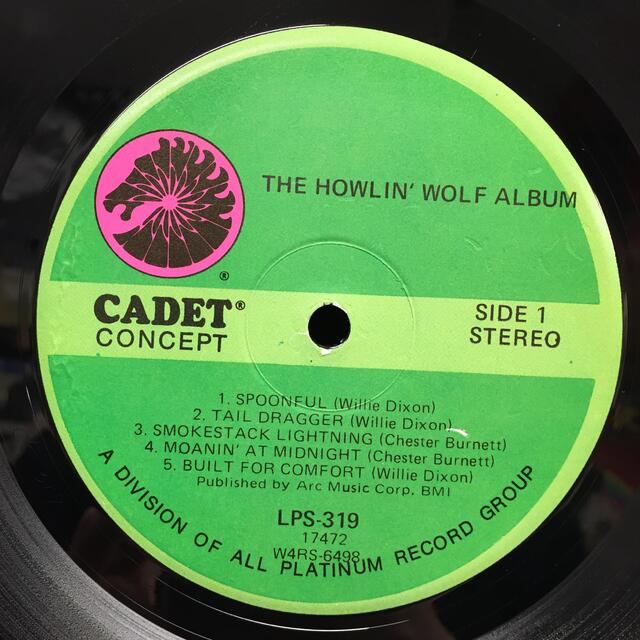 THE HOWLIN' WOLF ALBUM
®
CADET®
CONCEPT
SIDE 1
STEREO
1. SPOONFUL (Willie Dixon)
2. TAIL DRAGGER (Willie Dixon)
3. SMOKESTACK LIGHTNING (Chester Burnett)
4. MOANIN' AT MIDNIGHT (Chester Burnett)
5. BUILT FOR COMFORT (Willie Dixon)
Published by Arc Music Corp. BMI
LPS-319
17472
W4RS-6498
A DIVISION OF ALL PLATINUM RECORD GROUP